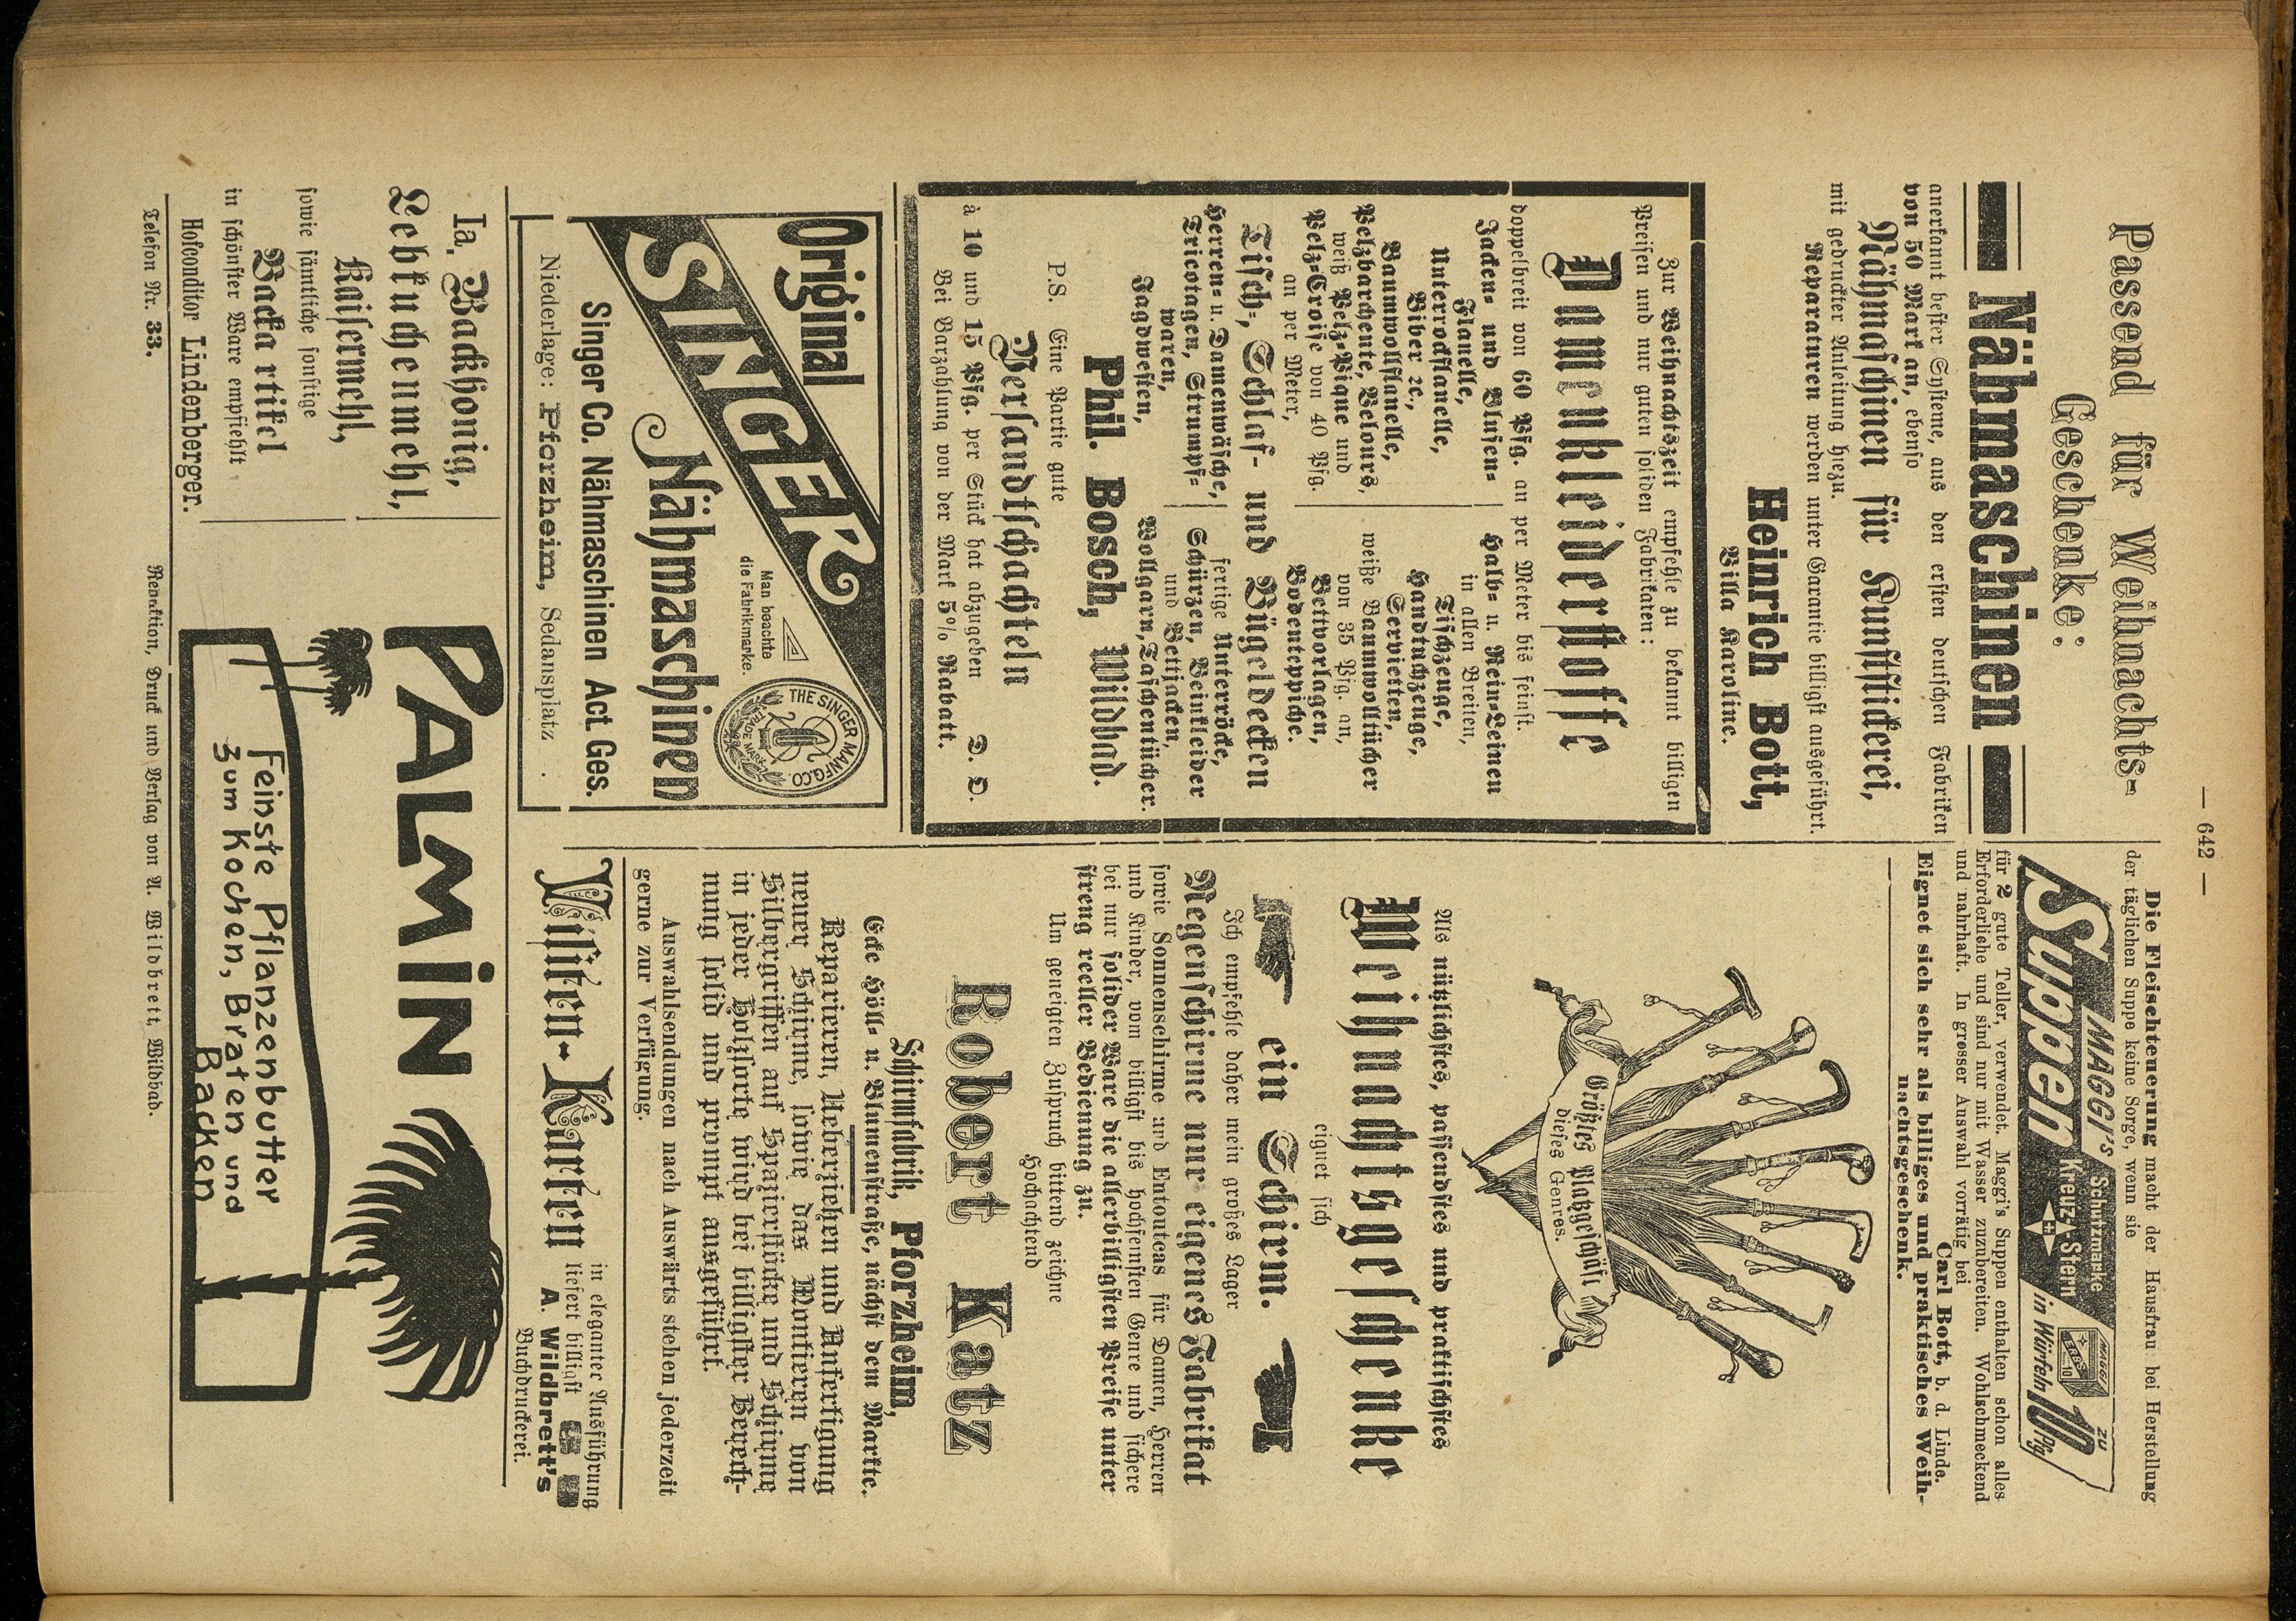 — 642 —
Passend für Weihnachts-
Geschenke:
Nähmaschinen
anerkannt bester Systeme, aus den ersten deutschen Fabriken
von 50 Mark an, ebenso
Nähmaschinen für Kunststickerei,
mit gedruckter Anleitung hiezu.
Reparaturen werden unter Garantie billigst ausgeführt.
Heinrich Bott,
Villa Karoline.
Zur Weihnachtszeit empfehle zu bekannt billigen
Preisen und nur guten soliden Fabrikaten:
Damenkleiderstoffe
doppelbreit von 60 Pfg. an per Meter bis feinst.
Jacken- und Blusen-
Flanelle,
Unterrockflanelle,
Biber ꝛc.,
Baumwollflanelle,
Pelzbarchente, Velours,
weiß Pelz-Pique und
Pelz-Croise von 40 Pfg.
an per Meter,
Halb- u. Rein-Leinen
in allen Breiten,
Tischzeuge,
Handtuchzeuge,
Servietten,
weiße Baumwolltücher
von 35 Pfg. an,
Bettvorlagen,
Bodenteppiche.
Tisch-, Schlaf- und Bügeldecken
Herren- u. Damenwäsche,
Tricotagen, Strumpf-
waren,
Jagdwesten,
fertige Unterröcke,
Schürzen, Beinkleider
und Bettjacken,
Wollgarn, Taschentücher.
Phil. Bosch, Wildbad.
P.S. Eine Partie gute
Versandtschachteln
à 10 und 15 Pfg. per Stück hat abzugeben D. O.
Bei Barzahlung von der Mark 5% Rabatt.
Original
SINGER
Nähmaschinen
Man beachte
die Fabrikmarke.
THE SINGER MANFG.CO.
TRADE MARK
Singer Co. Nähmaschinen Act. Ges.
Niederlage: Pforzheim, Sedansplatz .
Ia. Backhonig,
Lebkuchenmehl,
Kaisermehl,
sowie sämtliche sonstige
Backartikel
in schönster Ware empfiehlt
Hofconditor Lindenberger.
Telefon Nr. 33.
Die Fleischteuerung macht der Hausfrau bei Herstellung
der täglichen Suppe keine Sorge, wenn sie
MAGGI's
Suppen
Schutzmarke
Kreuz-Stern
in Würfeln
MAGGI
ERBS
10
zu
10 Pfg.
für 2 gute Teller, verwendet. Maggi's Suppen enthalten schon alles
Erforderliche und sind nur mit Wasser zuzubereiten. Wohlschmeckend
und nahrhaft. In grosser Auswahl vorrätig bei
Carl Bott, b. d. Linde.
Eignet sich sehr als billiges und praktisches Weih-
nachtsgeschenk.
Größtes Platzgeschäft
dieses Genres.
Als nützlichstes, passendstes und praktischstes
Weihnachtsgeschenke
eignet sich
ein Schirm.
Ich empfehle daher mein großes Lager
Regenschirme nur eigenes Fabrikat
sowie Sonnenschirme und Entoutcas für Damen, Herren
und Kinder, vom billigst bis hochfeinsten Genre und sichere
bei nur solider Ware die allerbilligsten Preise unter
streng reeller Bedienung zu.
Um geneigten Zuspruch bittend zeichne
Hochachtend
Robert Katz
Schirmfabrik, Pforzheim,
Ecke Höll- u. Blumenstraße, nächst dem Markte.
Reparieren, Ueberziehen und Anfertigung
neuer Schirme, sowie das Montieren von
Silbergriffen auf Spazierstöcke und Schirme
in jeder Holzsorte wird bei billigster Berech-
nung solid und prompt ausgeführt.
Auswahlsendungen nach Auswärts stehen jederzeit
gerne zur Verfügung.
Visiten-Karten
in eleganter Ausführung
liefert billigst
A. Wildbrett's
Buchdruckerei.
PALMIN
Feinste Pflanzenbutter
zum Kochen, Braten und
Backen
Redaktion, Druck und Verlag von A. Wildbrett, Wildbad.